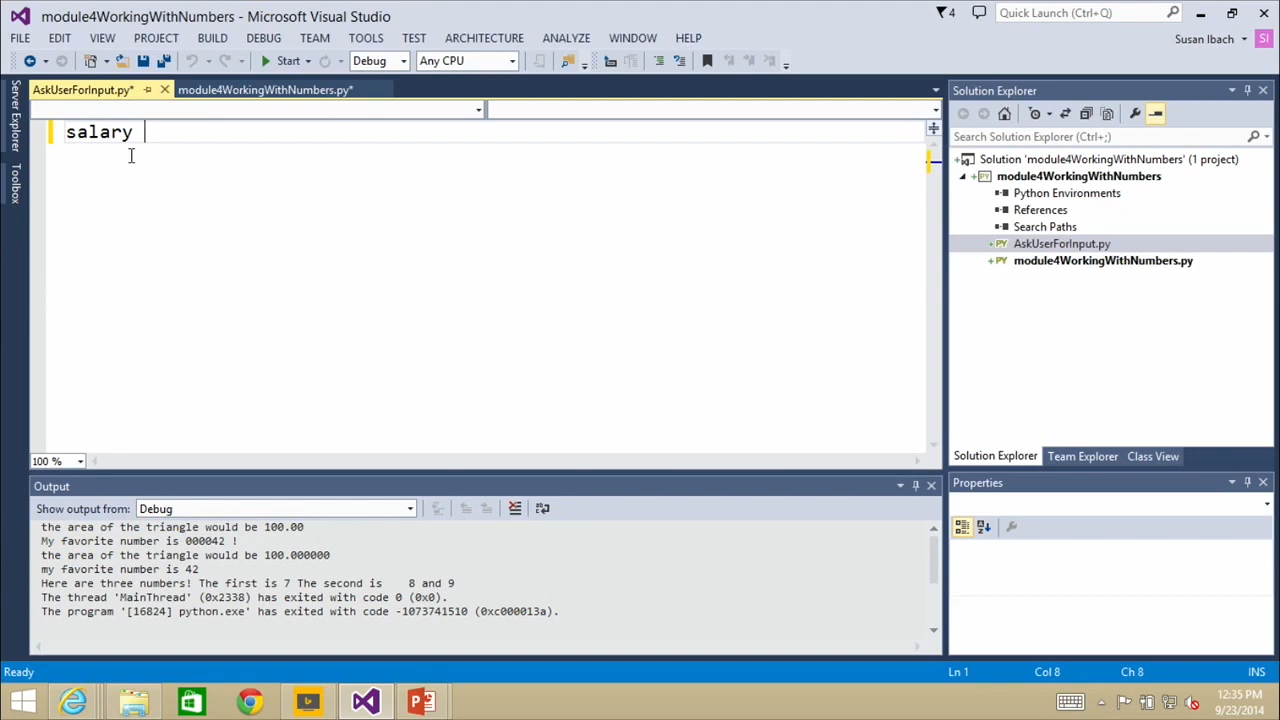 module4WorkingWithNumbers - Microsoft Visual Studio
4
Quick Launch (Ctrl+Q)
FILE EDIT VIEW PROJECT BUILD DEBUG TEAM TOOLS TEST ARCHITECTURE ANALYZE WINDOW HELP
Susan Ibach
SI
Start Debug Any CPU
Server Explorer
Toolbox
AskUserForInput.py* module4WorkingWithNumbers.py*
salary
100 %
Output
Show output from: Debug
the area of the triangle would be 100.00
My favorite number is 000042 !
the area of the triangle would be 100.000000
my favorite number is 42
Here are three numbers! The first is 7 The second is    8 and 9
The thread 'MainThread' (0x2338) has exited with code 0 (0x0).
The program '[16824] python.exe' has exited with code -1073741510 (0xc000013a).
Solution Explorer
Search Solution Explorer (Ctrl+;)
Solution 'module4WorkingWithNumbers' (1 project)
PY module4WorkingWithNumbers
Python Environments
References
Search Paths
PY AskUserForInput.py
PY module4WorkingWithNumbers.py
Solution Explorer Team Explorer Class View
Properties
Ready
Ln 1 Col 8 Ch 8 INS
12:35 PM
9/23/2014